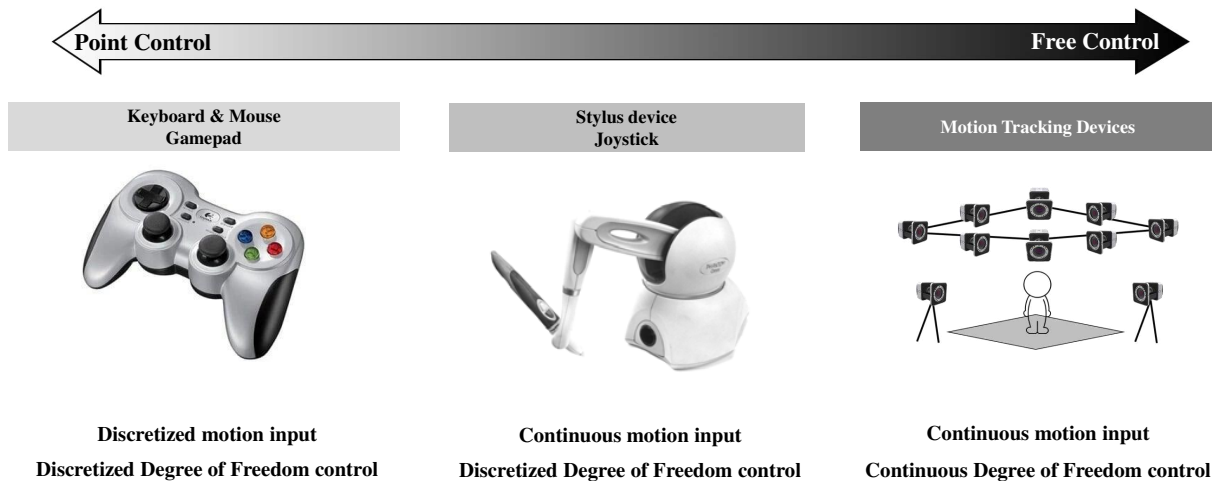 Point Control
Free Control
Keyboard & Mouse
Gamepad
Stylus device
Joystick
Motion Tracking Devices
Discretized motion input
Discretized Degree of Freedom control
Continuous motion input
Discretized Degree of Freedom control
Continuous motion input
Continuous Degree of Freedom control